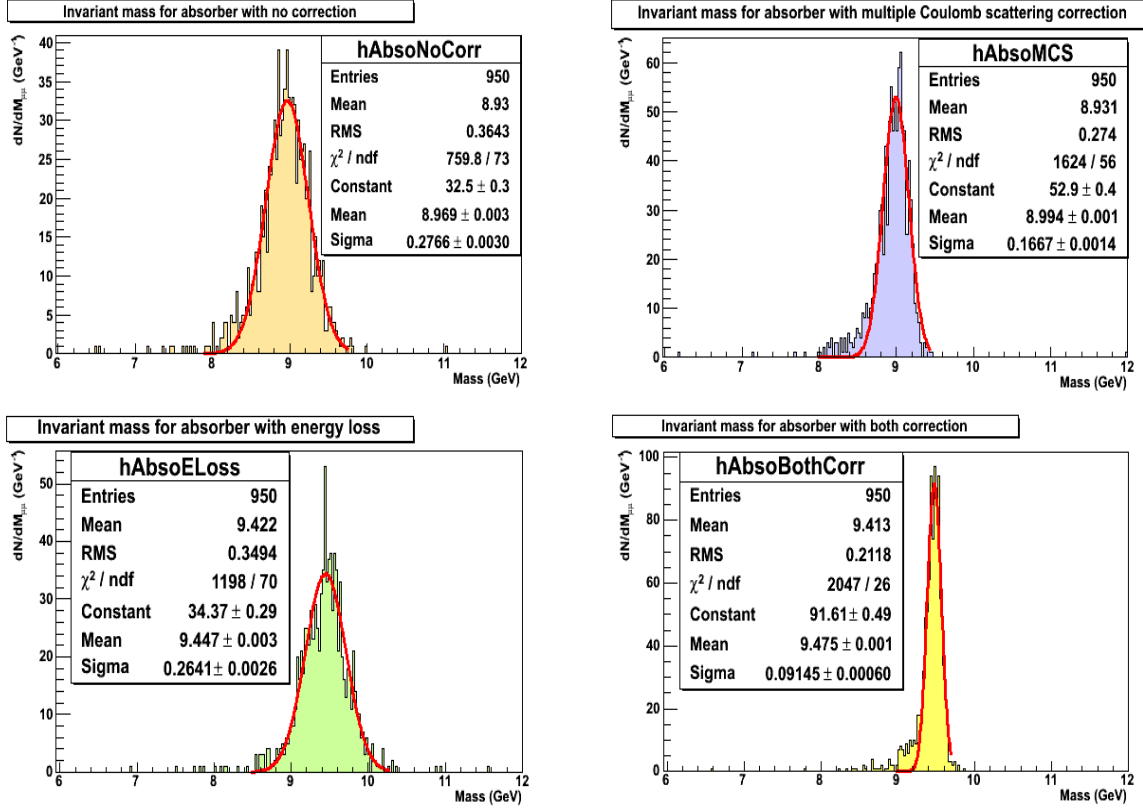 Invariant mass for absorber with no correction
dN/dMμμ (GeV⁻¹)
hAbsoNoCorr
Entries 950
Mean 8.93
RMS 0.3643
χ² / ndf 759.8 / 73
Constant 32.5 ± 0.3
Mean 8.969 ± 0.003
Sigma 0.2766 ± 0.0030
40
35
30
25
20
15
10
5
0
6 7 8 9 10 11 12
Mass (GeV)
Invariant mass for absorber with multiple Coulomb scattering correction
dN/dMμμ (GeV⁻¹)
hAbsoMCS
Entries 950
Mean 8.931
RMS 0.274
χ² / ndf 1624 / 56
Constant 52.9 ± 0.4
Mean 8.994 ± 0.001
Sigma 0.1667 ± 0.0014
60
50
40
30
20
10
0
6 7 8 9 10 11 12
Mass (GeV)
Invariant mass for absorber with energy loss
dN/dMμμ (GeV⁻¹)
hAbsoELoss
Entries 950
Mean 9.422
RMS 0.3494
χ² / ndf 1198 / 70
Constant 34.37 ± 0.29
Mean 9.447 ± 0.003
Sigma 0.2641 ± 0.0026
50
40
30
20
10
0
6 7 8 9 10 11 12
Mass (GeV)
Invariant mass for absorber with both correction
dN/dMμμ (GeV⁻¹)
hAbsoBothCorr
Entries 950
Mean 9.413
RMS 0.2118
χ² / ndf 2047 / 26
Constant 91.61 ± 0.49
Mean 9.475 ± 0.001
Sigma 0.09145 ± 0.00060
100
80
60
40
20
0
6 7 8 9 10 11 12
Mass (GeV)